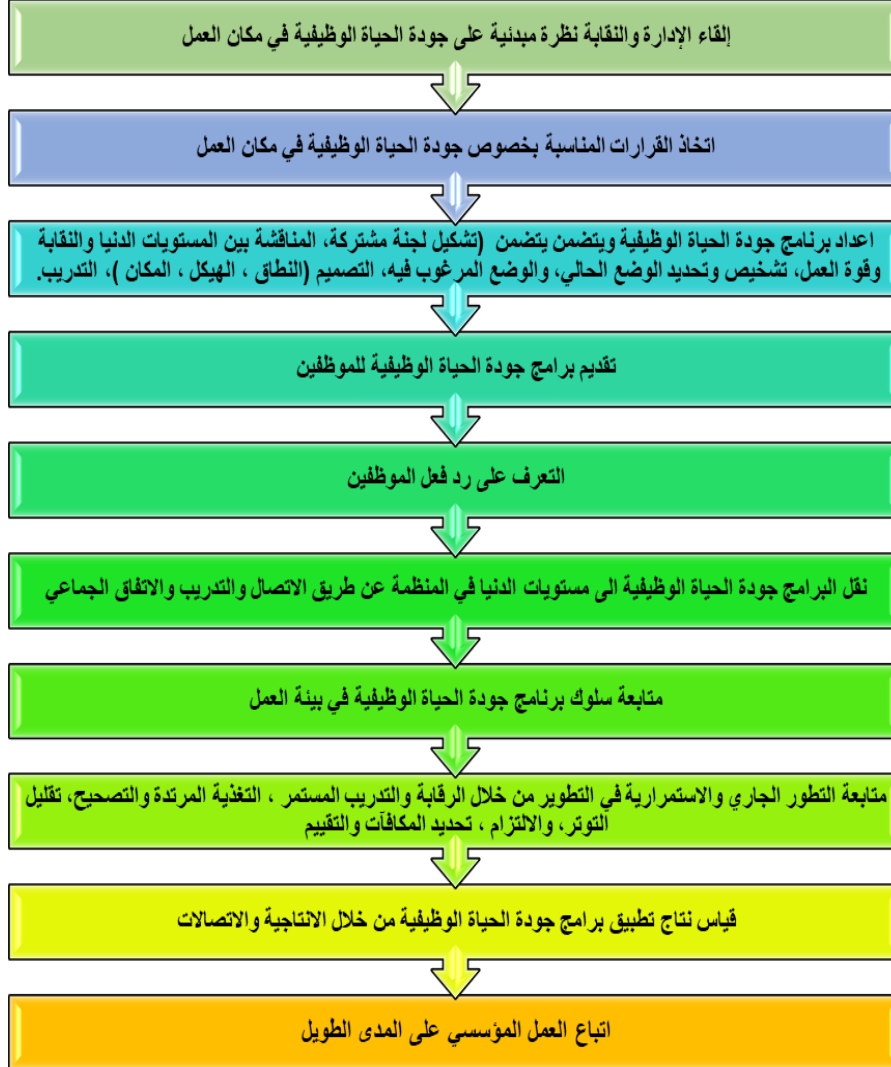 إلقاء الإدارة والنقابة نظرة مبدئية على جودة الحياة الوظيفية في مكان العمل
اتخاذ القرارات المناسبة بخصوص جودة الحياة الوظيفية في مكان العمل
اعداد برنامج جودة الحياة الوظيفية ويتضمن يتضمن (تشكيل لجنة مشتركة، المناقشة بين المستويات الدنيا والنقابة
وقوة العمل، تشخيص وتحديد الوضع الحالي، والوضع المرغوب فيه، التصميم (النطاق ، الهيكل ، المكان )، التدريب.
تقديم برامج جودة الحياة الوظيفية للموظفين
التعرف على رد فعل الموظفين
نقل البرامج جودة الحياة الوظيفية الى مستويات الدنيا في المنظمة عن طريق الاتصال والتدريب والاتفاق الجماعي
متابعة سلوك برنامج جودة الحياة الوظيفية في بيئة العمل
متابعة التطور الجاري والاستمرارية في التطوير من خلال الرقابة والتدريب المستمر ، التغذية المرتدة والتصحيح، تقليل
التوتر، والالتزام ، تحديد المكافآت والتقييم
قياس نتاج تطبيق برامج جودة الحياة الوظيفية من خلال الانتاجية والاتصالات
اتباع العمل المؤسسي على المدى الطويل